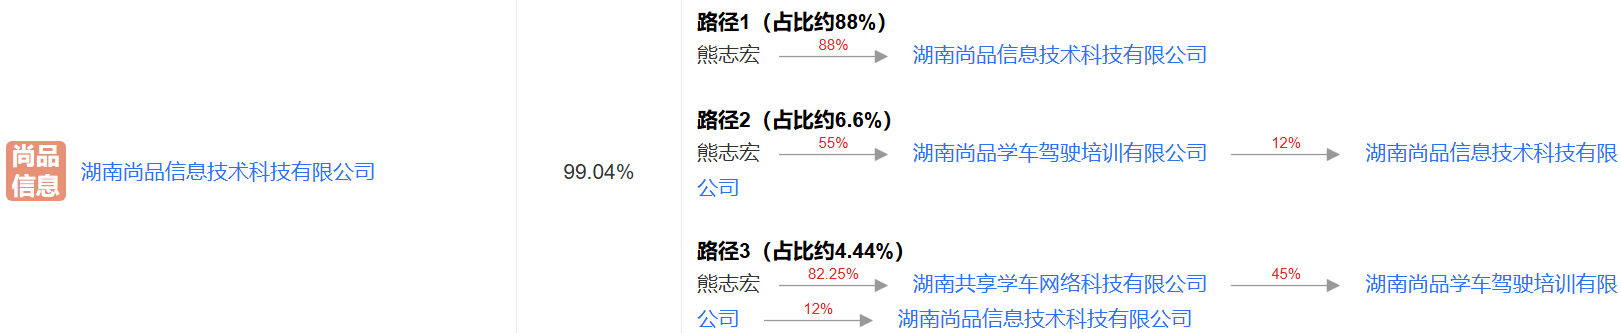 尚品
信息
湖南尚品信息技术科技有限公司
99.04%
路径1（占比约88%）
熊志宏 88% 湖南尚品信息技术科技有限公司
路径2（占比约6.6%）
熊志宏 55% 湖南尚品学车驾驶培训有限公司 12% 湖南尚品信息技术科技有限
公司
路径3（占比约4.44%）
熊志宏 82.25% 湖南共享学车网络科技有限公司 45% 湖南尚品学车驾驶培训有限
公司 12% 湖南尚品信息技术科技有限公司